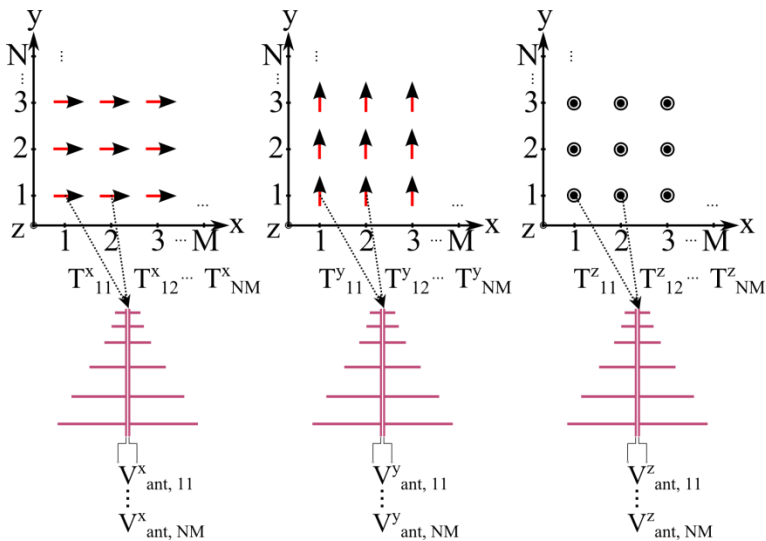 y y y
N ⋮ N ⋮ ⋮
⋮ ⋮
3 3 3
2 2 2
1 ... 1 ... 1 ...
z 1 2 3 ... M x z 1 2 3 ... M x z 1 2 3 ... M x
T^x_11 T^x_12 ... T^x_NM T^y_11 T^y_12 ... T^y_NM T^z_11 T^z_12 ... T^z_NM
V^x_ant, 11 V^y_ant, 11 V^z_ant, 11
⋮ ⋮ ⋮
V^x_ant, NM V^y_ant, NM V^z_ant, NM